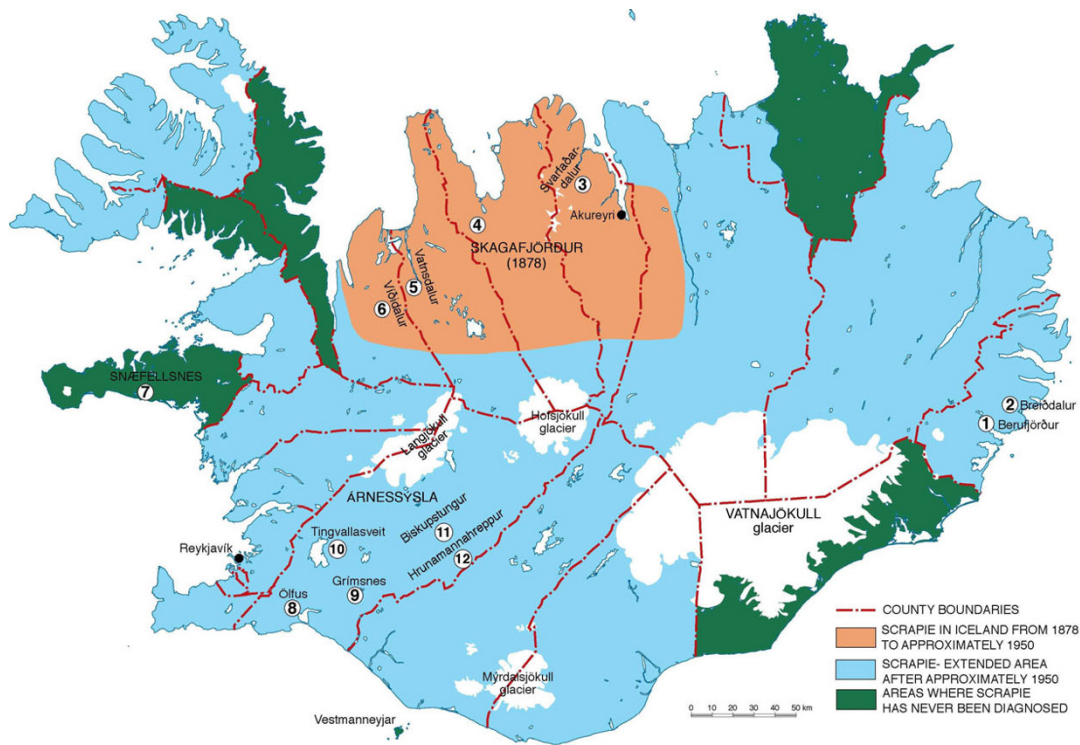 Svarfaðar-
dalur
3
Akureyri
4
SKAGAFJÖRDUR
(1878)
Vatnsdalur
5
Víðidalur
6
SNÆFELLSNES
7
2 Breiðdalur
1 Berufjörður
Hofsjökull
glacier
Langjökull
glacier
ÁRNESSÝSLA
VATNAJÖKULL
glacier
Biskupstungur
11
Tingvallasveit
10
Reykjavík
Hrunamannahreppur
12
Grímsnes
9
Ölfus
8
Mýrdalsjökull
glacier
Vestmanneyjar
COUNTY BOUNDARIES
SCRAPIE IN ICELAND FROM 1878
TO APPROXIMATELY 1950
SCRAPIE- EXTENDED AREA
AFTER APPROXIMATELY 1950
AREAS WHERE SCRAPIE
HAS NEVER BEEN DIAGNOSED
0 10 20 30 40 50 km